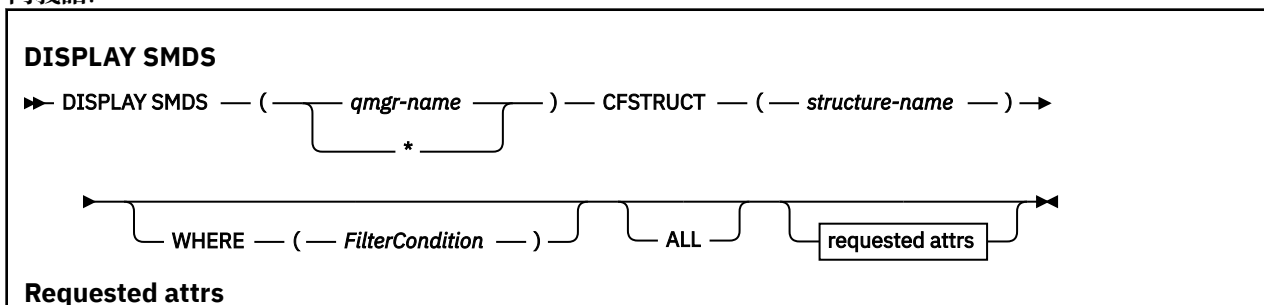 DISPLAY SMDS
DISPLAY SMDS — ( — qmgr-name — ) — CFSTRUCT — ( — structure-name — )
*
WHERE — ( — FilterCondition — ) ALL requested attrs
Requested attrs